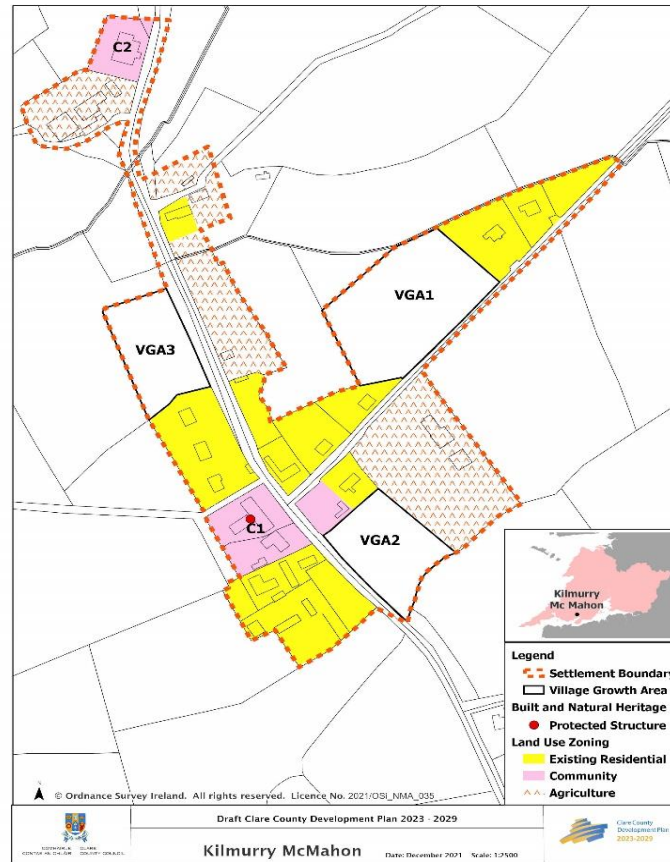 C2
VGA1
VGA3
C1
VGA2
Kilmurry
Mc Mahon
Legend
Settlement Boundary
Village Growth Area
Built and Natural Heritage
Protected Structure
Land Use Zoning
Existing Residential
Community
Agriculture
© Ordnance Survey Ireland. All rights reserved. Licence No. 2021/OSi_NMA_035
Draft Clare County Development Plan 2023 - 2029
Kilmurry McMahon
Date: December 2021 Scale: 1:2500
CLARE
COUNTY COUNCIL
Clare County
Development Plan
2023-2029